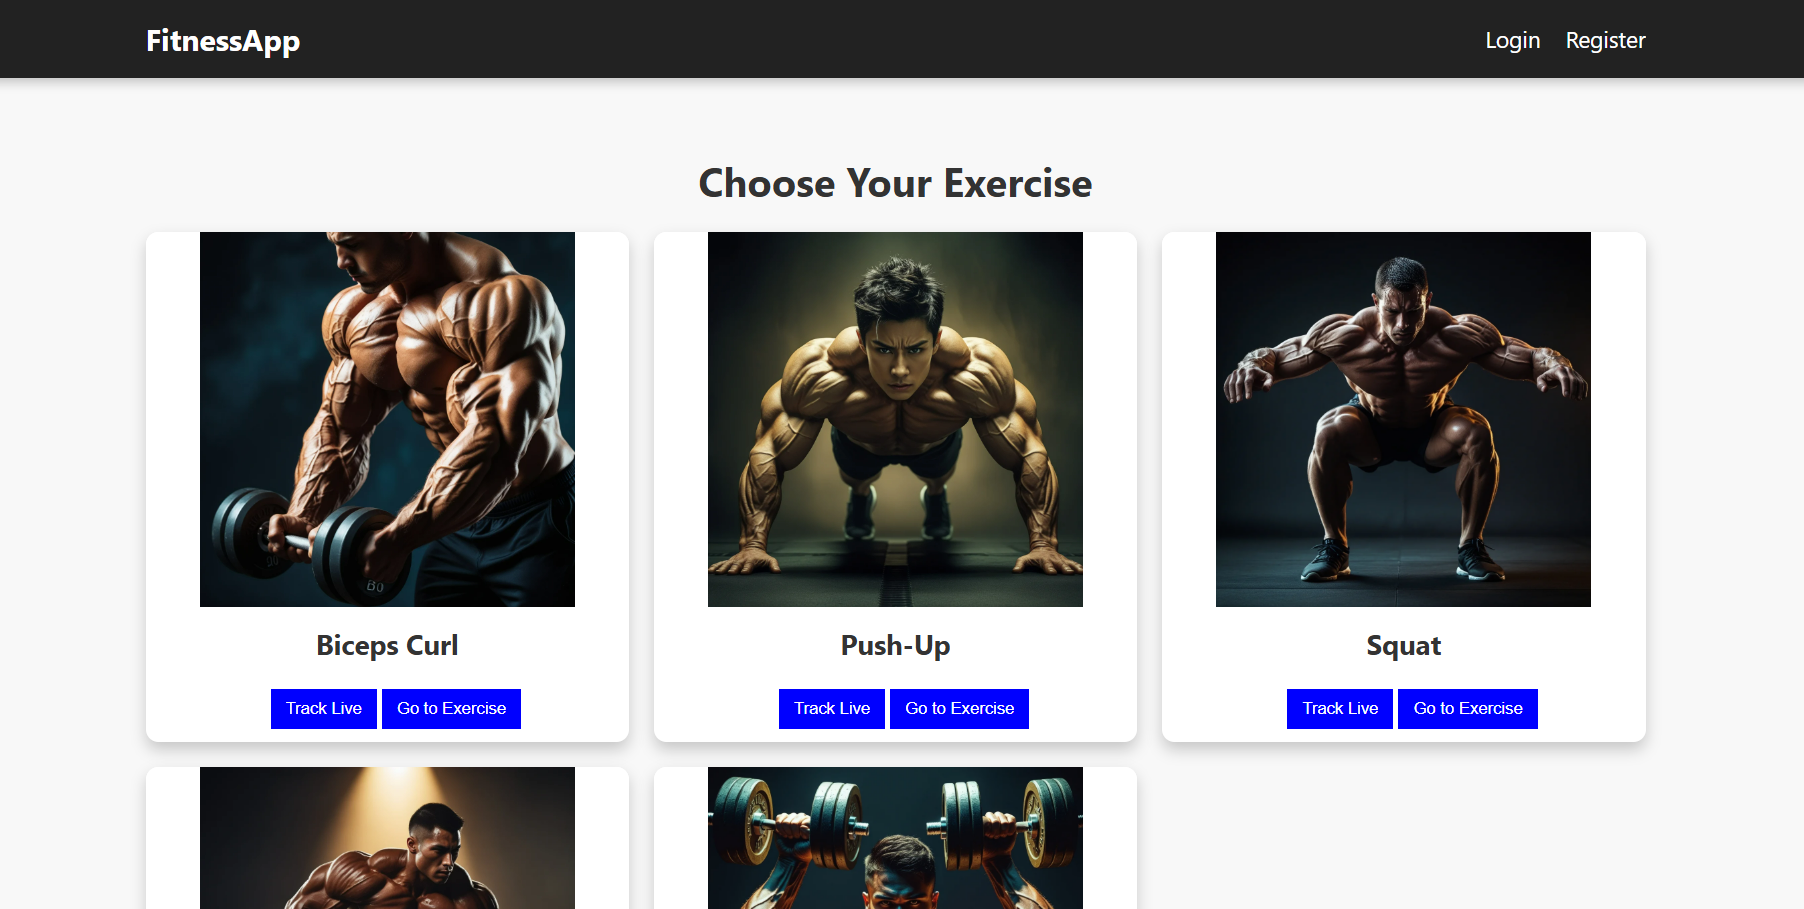 FitnessApp
Login Register
Choose Your Exercise
Biceps Curl
Push-Up
Squat
Track Live Go to Exercise
Track Live Go to Exercise
Track Live Go to Exercise